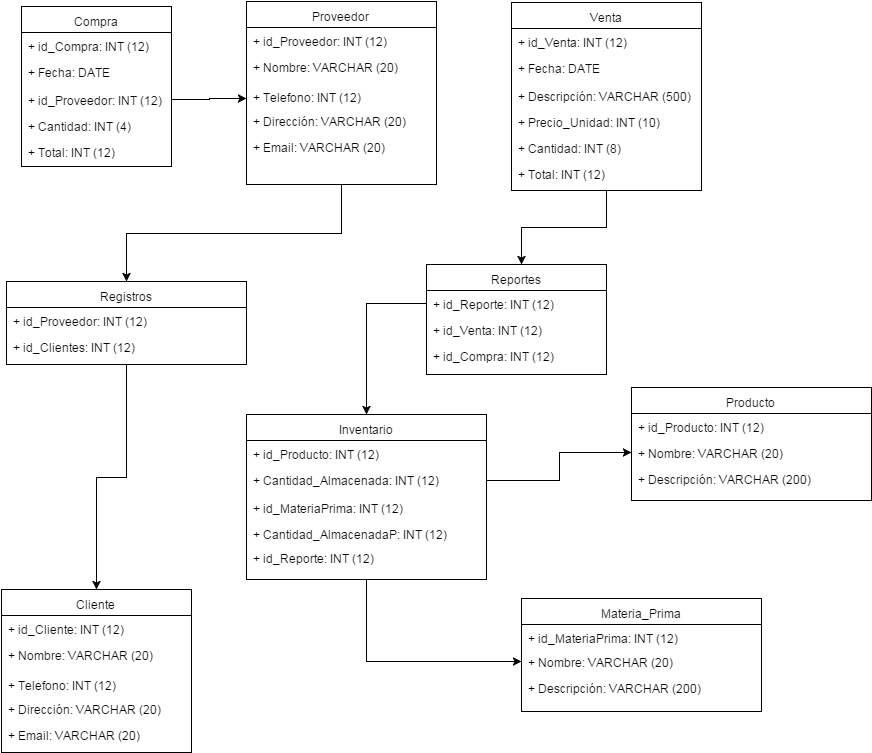 Compra
+ id_Compra: INT (12)
+ Fecha: DATE
+ id_Proveedor: INT (12)
+ Cantidad: INT (4)
+ Total: INT (12)
Proveedor
+ id_Proveedor: INT (12)
+ Nombre: VARCHAR (20)
+ Telefono: INT (12)
+ Dirección: VARCHAR (20)
+ Email: VARCHAR (20)
Venta
+ id_Venta: INT (12)
+ Fecha: DATE
+ Descripción: VARCHAR (500)
+ Precio_Unidad: INT (10)
+ Cantidad: INT (8)
+ Total: INT (12)
Registros
+ id_Proveedor: INT (12)
+ id_Clientes: INT (12)
Reportes
+ id_Reporte: INT (12)
+ id_Venta: INT (12)
+ id_Compra: INT (12)
Inventario
+ id_Producto: INT (12)
+ Cantidad_Almacenada: INT (12)
+ id_MateriaPrima: INT (12)
+ Cantidad_AlmacenadaP: INT (12)
+ id_Reporte: INT (12)
Producto
+ id_Producto: INT (12)
+ Nombre: VARCHAR (20)
+ Descripción: VARCHAR (200)
Cliente
+ id_Cliente: INT (12)
+ Nombre: VARCHAR (20)
+ Telefono: INT (12)
+ Dirección: VARCHAR (20)
+ Email: VARCHAR (20)
Materia_Prima
+ id_MateriaPrima: INT (12)
+ Nombre: VARCHAR (20)
+ Descripción: VARCHAR (200)